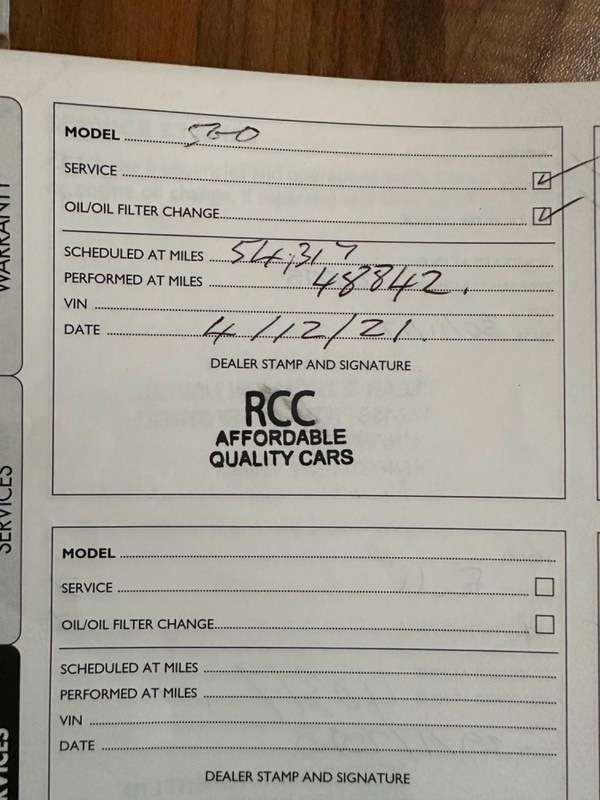 WARRANTY
MODEL
SERVICE
OIL/OIL FILTER CHANGE
SCHEDULED AT MILES 54,317
PERFORMED AT MILES 48842.
VIN
DATE 4/12/21.
DEALER STAMP AND SIGNATURE
RCC
AFFORDABLE
QUALITY CARS
SERVICES
MODEL
SERVICE
OIL/OIL FILTER CHANGE
SCHEDULED AT MILES
PERFORMED AT MILES
VIN
DATE
DEALER STAMP AND SIGNATURE